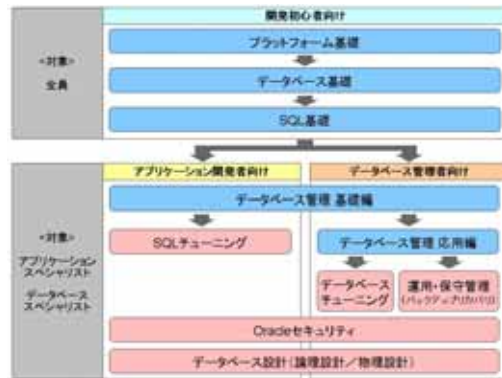 開発初心者向け
プラットフォーム基礎
<対象>
全員
データベース基礎
SQL基礎
アプリケーション開発者向け
データベース管理者向け
データベース管理 基礎編
<対象>
アプリケーション
スペシャリスト
データベース
スペシャリスト
SQLチューニング
データベース管理 応用編
データベース
チューニング
運用・保守管理
(バックアップ/リカバリ)
Oracleセキュリティ
データベース設計(論理設計/物理設計)